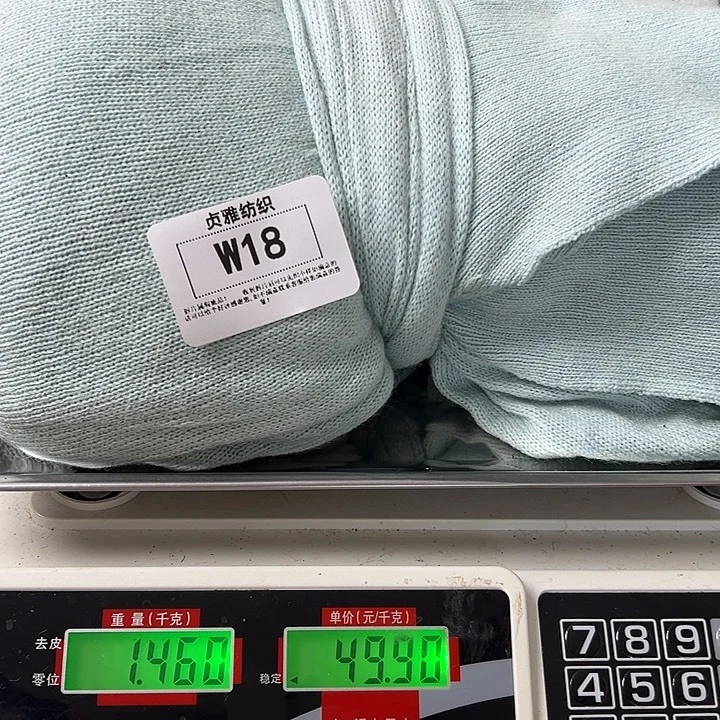 贞雅纺织
W18
重量(千克)
单价(元/千克)
去皮
零位
1.460
稳定
49.90
7 8 9
4 5 6